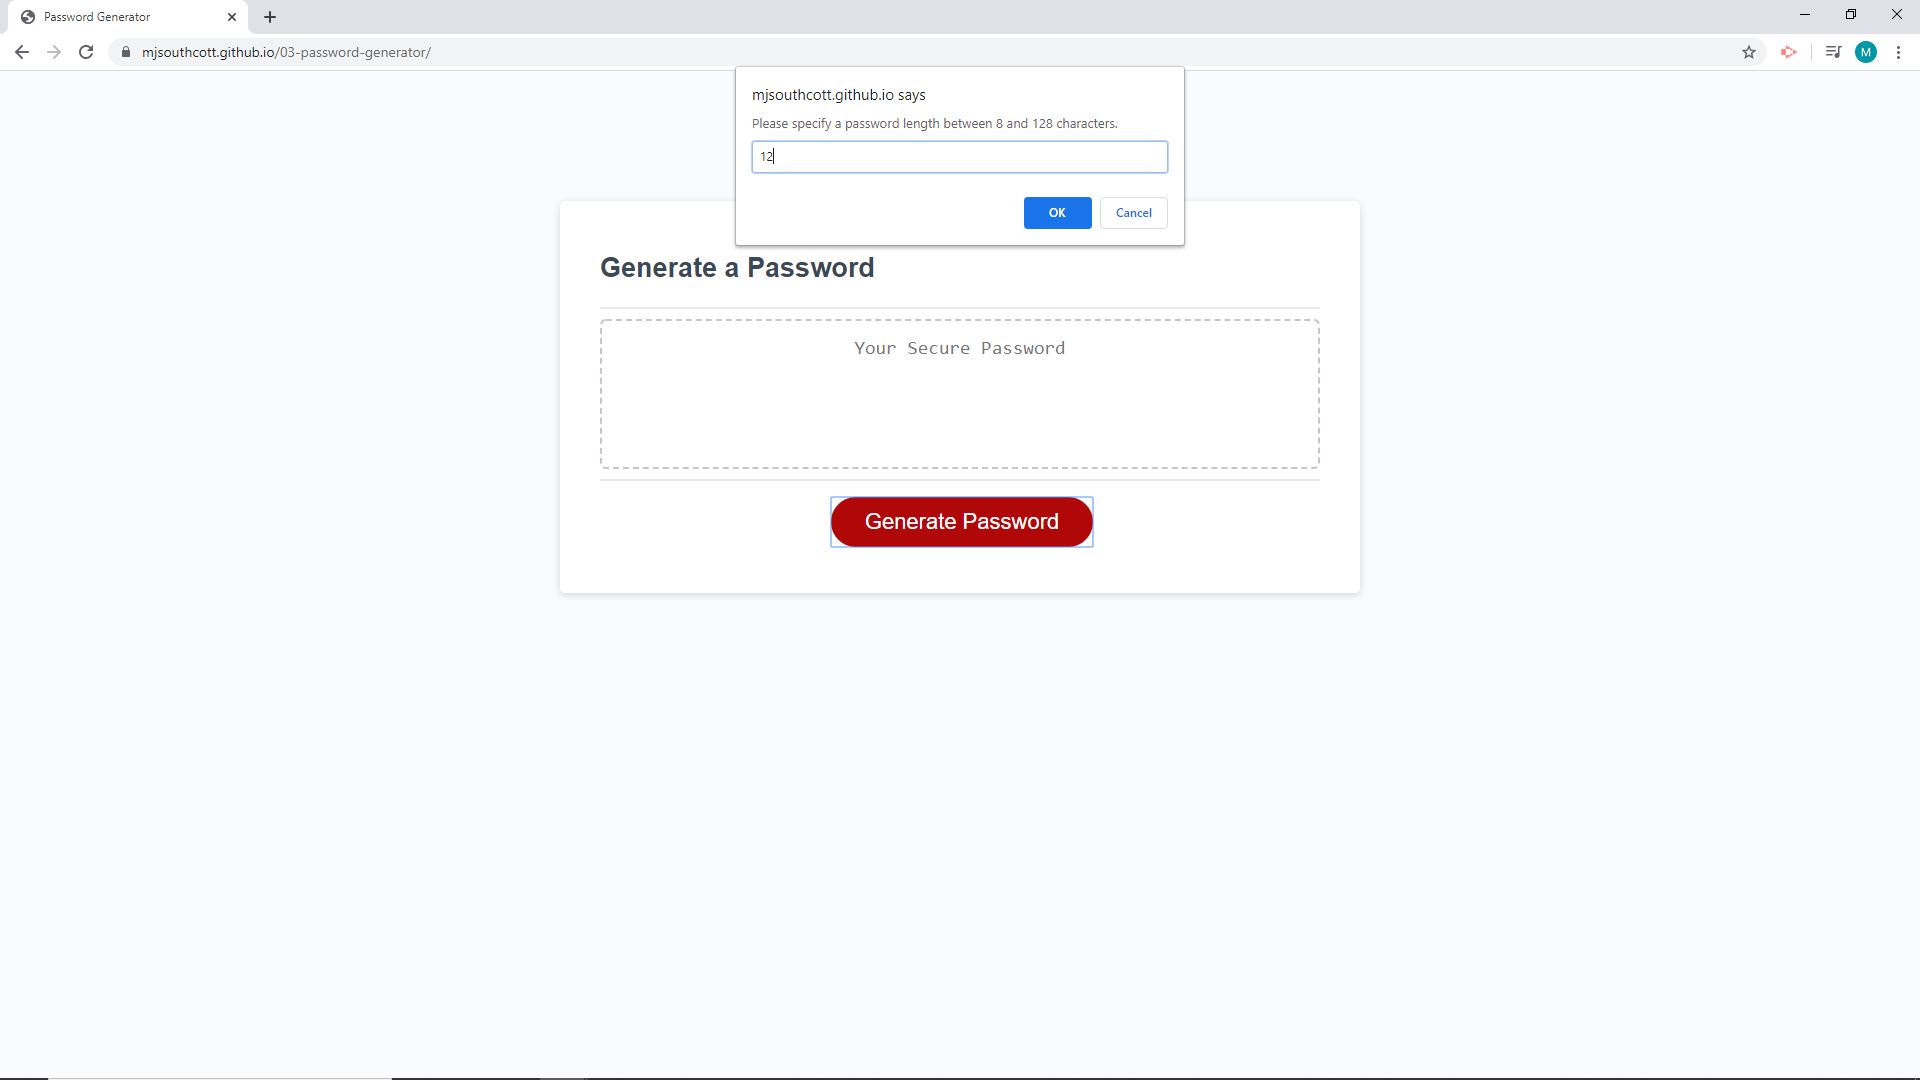 Password Generator
mjsouthcott.github.io/03-password-generator/
M
mjsouthcott.github.io says
Please specify a password length between 8 and 128 characters.
12
OK Cancel
Generate a Password
Your Secure Password
Generate Password